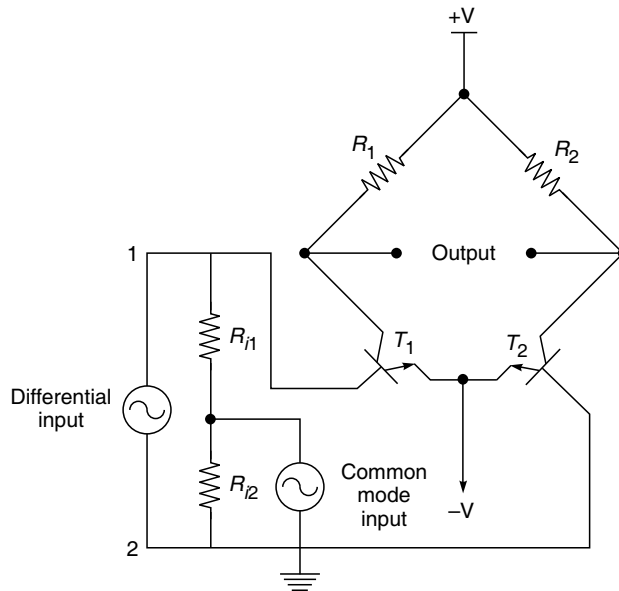 +V
R1
R2
1
Output
Ri1
T1
T2
Differential
input
Ri2
Common
mode
input
–V
2